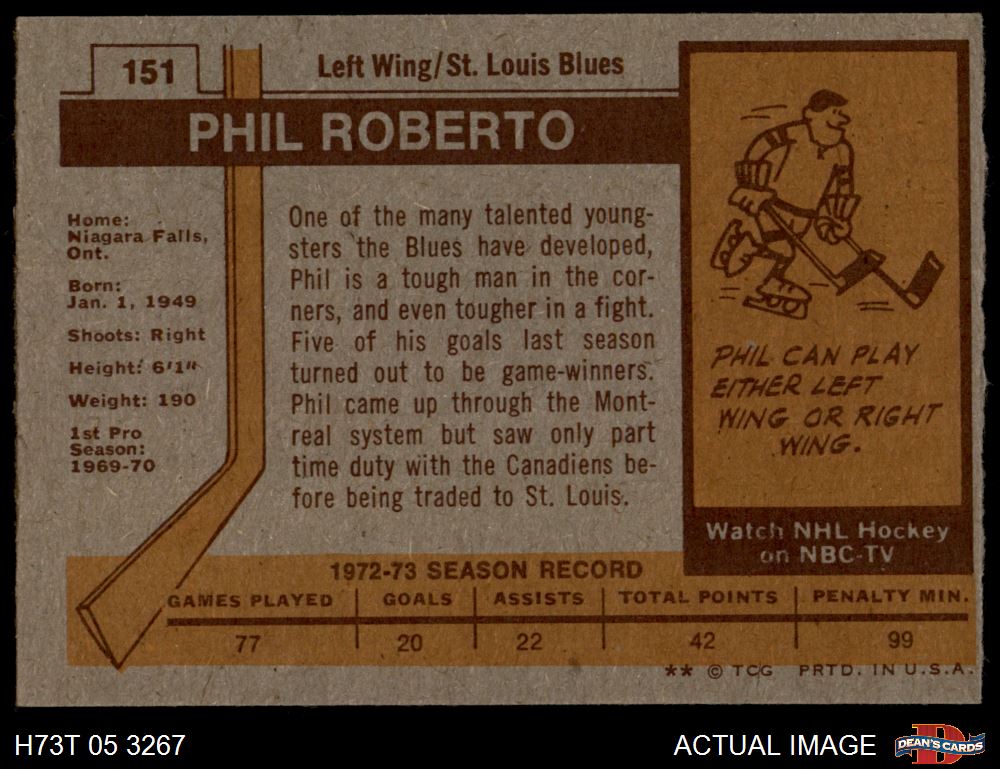 151
Left Wing/St. Louis Blues
PHIL ROBERTO
Home:
Niagara Falls,
Ont.
Born:
Jan. 1, 1949
Shoots: Right
Height: 6'1"
Weight: 190
1st Pro
Season:
1969-70
One of the many talented young-
sters the Blues have developed,
Phil is a tough man in the cor-
ners, and even tougher in a fight.
Five of his goals last season
turned out to be game-winners.
Phil came up through the Mont-
real system but saw only part
time duty with the Canadiens be-
fore being traded to St. Louis.
PHIL CAN PLAY
EITHER LEFT
WING OR RIGHT
WING.
Watch NHL Hockey
on NBC-TV
1972-73 SEASON RECORD
GAMES PLAYED GOALS ASSISTS TOTAL POINTS PENALTY MIN.
77 20 22 42 99
** © TCG PRTD. IN U.S.A.
H73T 05 3267
ACTUAL IMAGE
D
DEAN'S CARDS